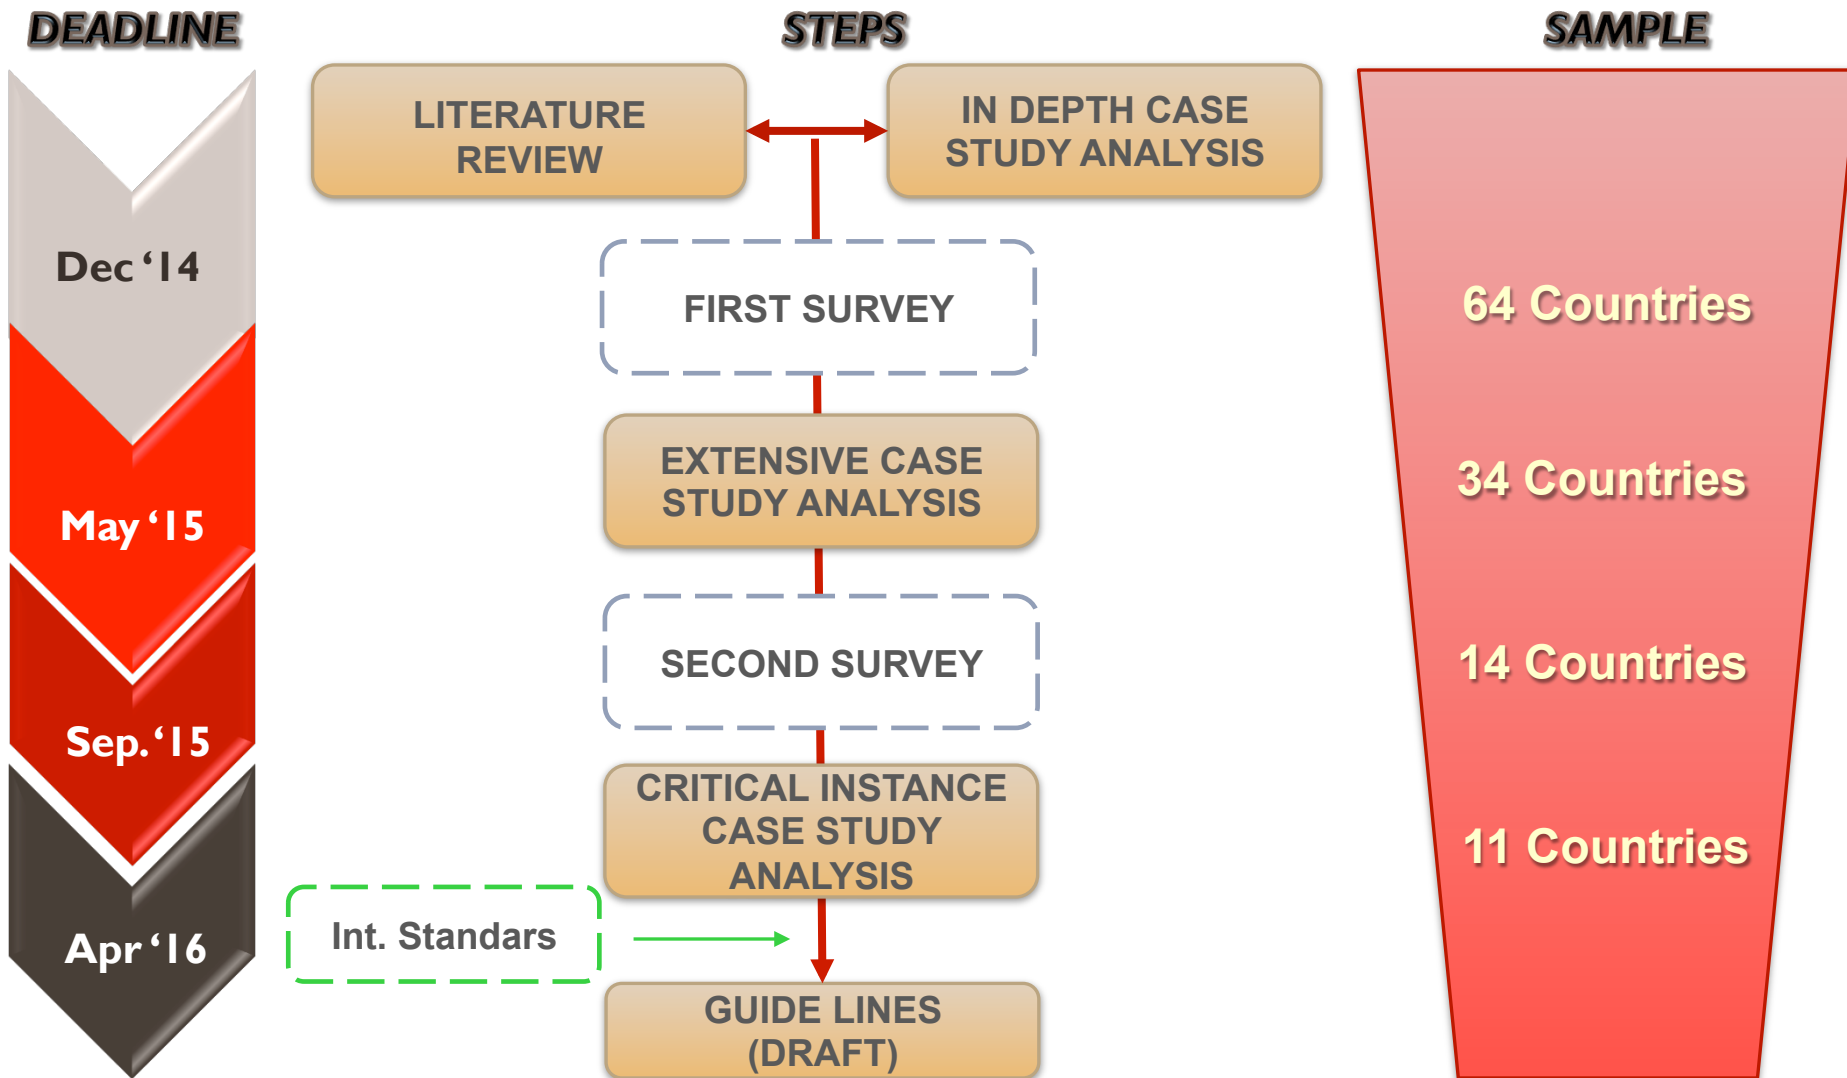 DEADLINE
STEPS
SAMPLE
LITERATURE
REVIEW
IN DEPTH CASE
STUDY ANALYSIS
Dec ‘14
FIRST SURVEY
64 Countries
EXTENSIVE CASE
STUDY ANALYSIS
34 Countries
May ‘15
SECOND SURVEY
14 Countries
Sep. ‘15
CRITICAL INSTANCE
CASE STUDY
ANALYSIS
11 Countries
Apr ‘16
Int. Standars
GUIDE LINES
(DRAFT)